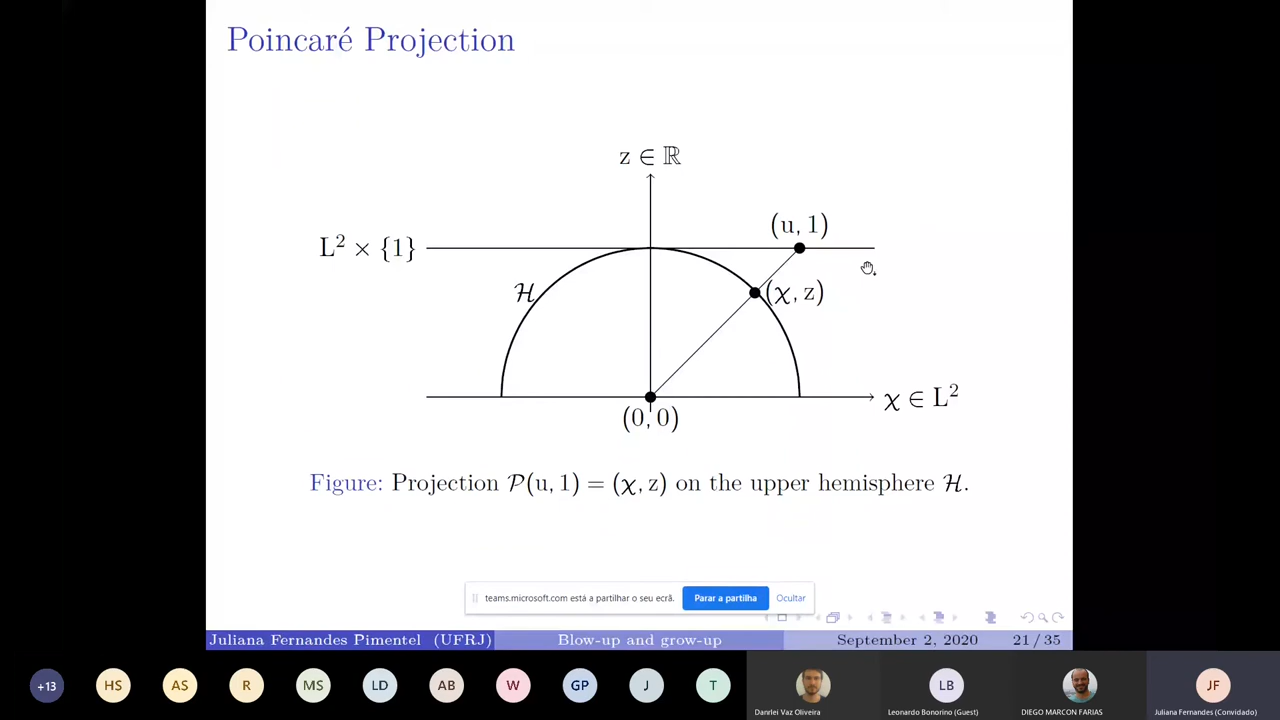 Poincaré Projection
z ∈ ℝ
(u, 1)
L² × {1}
ℋ
(χ, z)
χ ∈ L²
(0, 0)
Figure: Projection 𝒫(u, 1) = (χ, z) on the upper hemisphere ℋ.
teams.microsoft.com está a partilhar o seu ecrã. Parar a partilha Ocultar
Juliana Fernandes Pimentel (UFRJ) Blow-up and grow-up September 2, 2020 21 / 35
+13 HS AS R MS LD AB W GP J T LB JF
Danrlei Vaz Oliveira Leonardo Bonorino (Guest) DIEGO MARCON FARIAS Juliana Fernandes (Convidado)